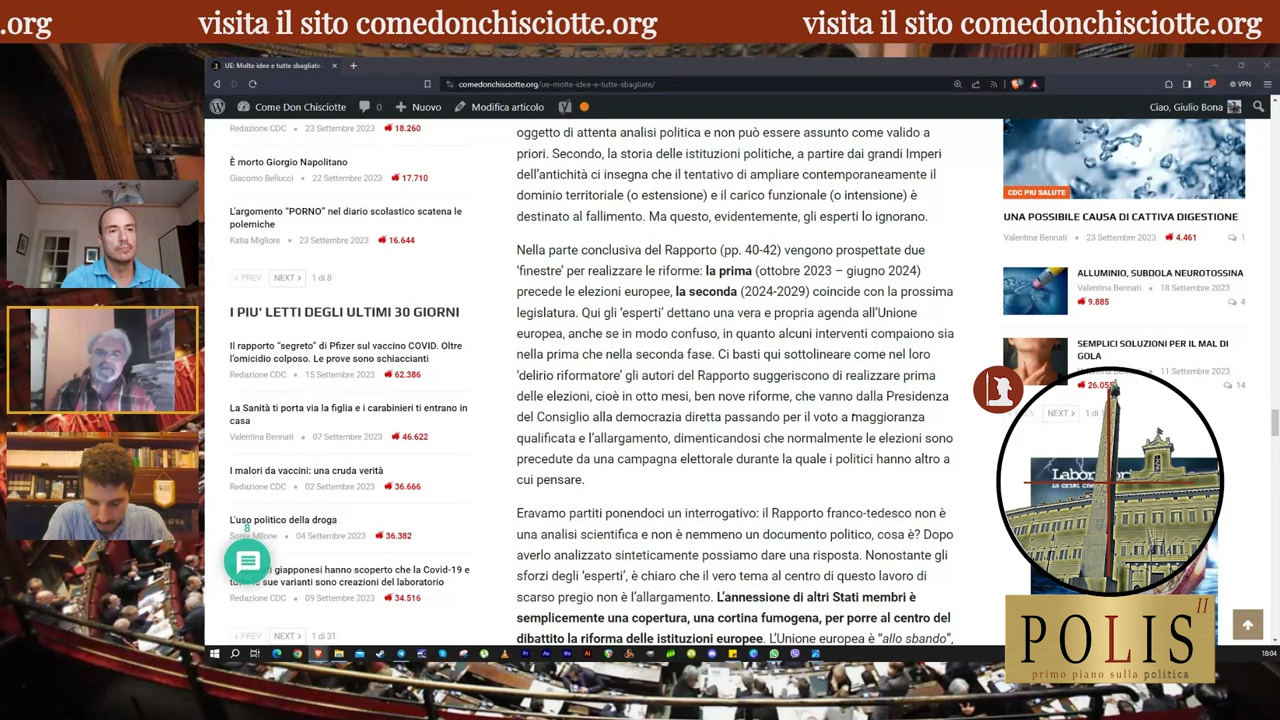 .org visita il sito comedonchisciotte.org visita il sito comedonchisciotte.org
UE: Molte idee e tutte sbagliate
comedonchisciotte.org/ue-molte-idee-e-tutte-sbagliate/
VPN
Come Don Chisciotte 0 Nuovo Modifica articolo
Ciao, Giulio Bona
Redazione CDC 23 Settembre 2023 18.260
È morto Giorgio Napolitano
Giacomo Bellucci 22 Settembre 2023 17.710
L'argomento "PORNO" nel diario scolastico scatena le
polemiche
Katia Migliore 23 Settembre 2023 16.644
< PREV NEXT > 1 di 8
I PIU' LETTI DEGLI ULTIMI 30 GIORNI
Il rapporto "segreto" di Pfizer sul vaccino COVID. Oltre
l'omicidio colposo. Le prove sono schiaccianti
Redazione CDC 15 Settembre 2023 62.386
La Sanità ti porta via la figlia e i carabinieri ti entrano in
casa
Valentina Bennati 07 Settembre 2023 46.622
I malori da vaccini: una cruda verità
Redazione CDC 02 Settembre 2023 36.666
L'uso politico della droga
8
Sonia Milone 04 Settembre 2023 36.382
giapponesi hanno scoperto che la Covid-19 e
sue varianti sono creazioni del laboratorio
Redazione CDC 09 Settembre 2023 34.516
< PREV NEXT > 1 di 31
oggetto di attenta analisi politica e non può essere assunto come valido a
priori. Secondo, la storia delle istituzioni politiche, a partire dai grandi Imperi
dell'antichità ci insegna che il tentativo di ampliare contemporaneamente il
dominio territoriale (o estensione) e il carico funzionale (o intensione) è
destinato al fallimento. Ma questo, evidentemente, gli esperti lo ignorano.
Nella parte conclusiva del Rapporto (pp. 40-42) vengono prospettate due
'finestre' per realizzare le riforme: la prima (ottobre 2023 – giugno 2024)
precede le elezioni europee, la seconda (2024-2029) coincide con la prossima
legislatura. Qui gli 'esperti' dettano una vera e propria agenda all'Unione
europea, anche se in modo confuso, in quanto alcuni interventi compaiono sia
nella prima che nella seconda fase. Ci basti qui sottolineare come nel loro
'delirio riformatore' gli autori del Rapporto suggeriscono di realizzare prima
delle elezioni, cioè in otto mesi, ben nove riforme, che vanno dalla Presidenza
del Consiglio alla democrazia diretta passando per il voto a maggioranza
qualificata e l'allargamento, dimenticandosi che normalmente le elezioni sono
precedute da una campagna elettorale durante la quale i politici hanno altro a
cui pensare.
Eravamo partiti ponendoci un interrogativo: il Rapporto franco-tedesco non è
una analisi scientifica e non è nemmeno un documento politico, cosa è? Dopo
averlo analizzato sinteticamente possiamo dare una risposta. Nonostante gli
sforzi degli 'esperti', è chiaro che il vero tema al centro di questo lavoro di
scarso pregio non è l'allargamento. L'annessione di altri Stati membri è
semplicemente una copertura, una cortina fumogena, per porre al centro del
dibattito la riforma delle istituzioni europee. L'Unione europea è "allo sbando",
CDC PIU SALUTE
UNA POSSIBILE CAUSA DI CATTIVA DIGESTIONE
Valentina Bennati 23 Settembre 2023 4.461 1
ALLUMINIO, SUBDOLA NEUROTOSSINA
Valentina Bennati 18 Settembre 2023
9.885 4
SEMPLICI SOLUZIONI PER IL MAL DI
GOLA
11 Settembre 2023
26.055 14
NEXT > 1 di
POLIS II
primo piano sulla politica
18:04